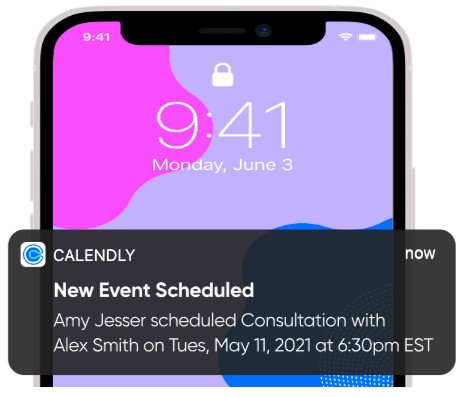 9:41
9:41
Monday, June 3
CALENDLY
now
New Event Scheduled
Amy Jesser scheduled Consultation with
Alex Smith on Tues, May 11, 2021 at 6:30pm EST